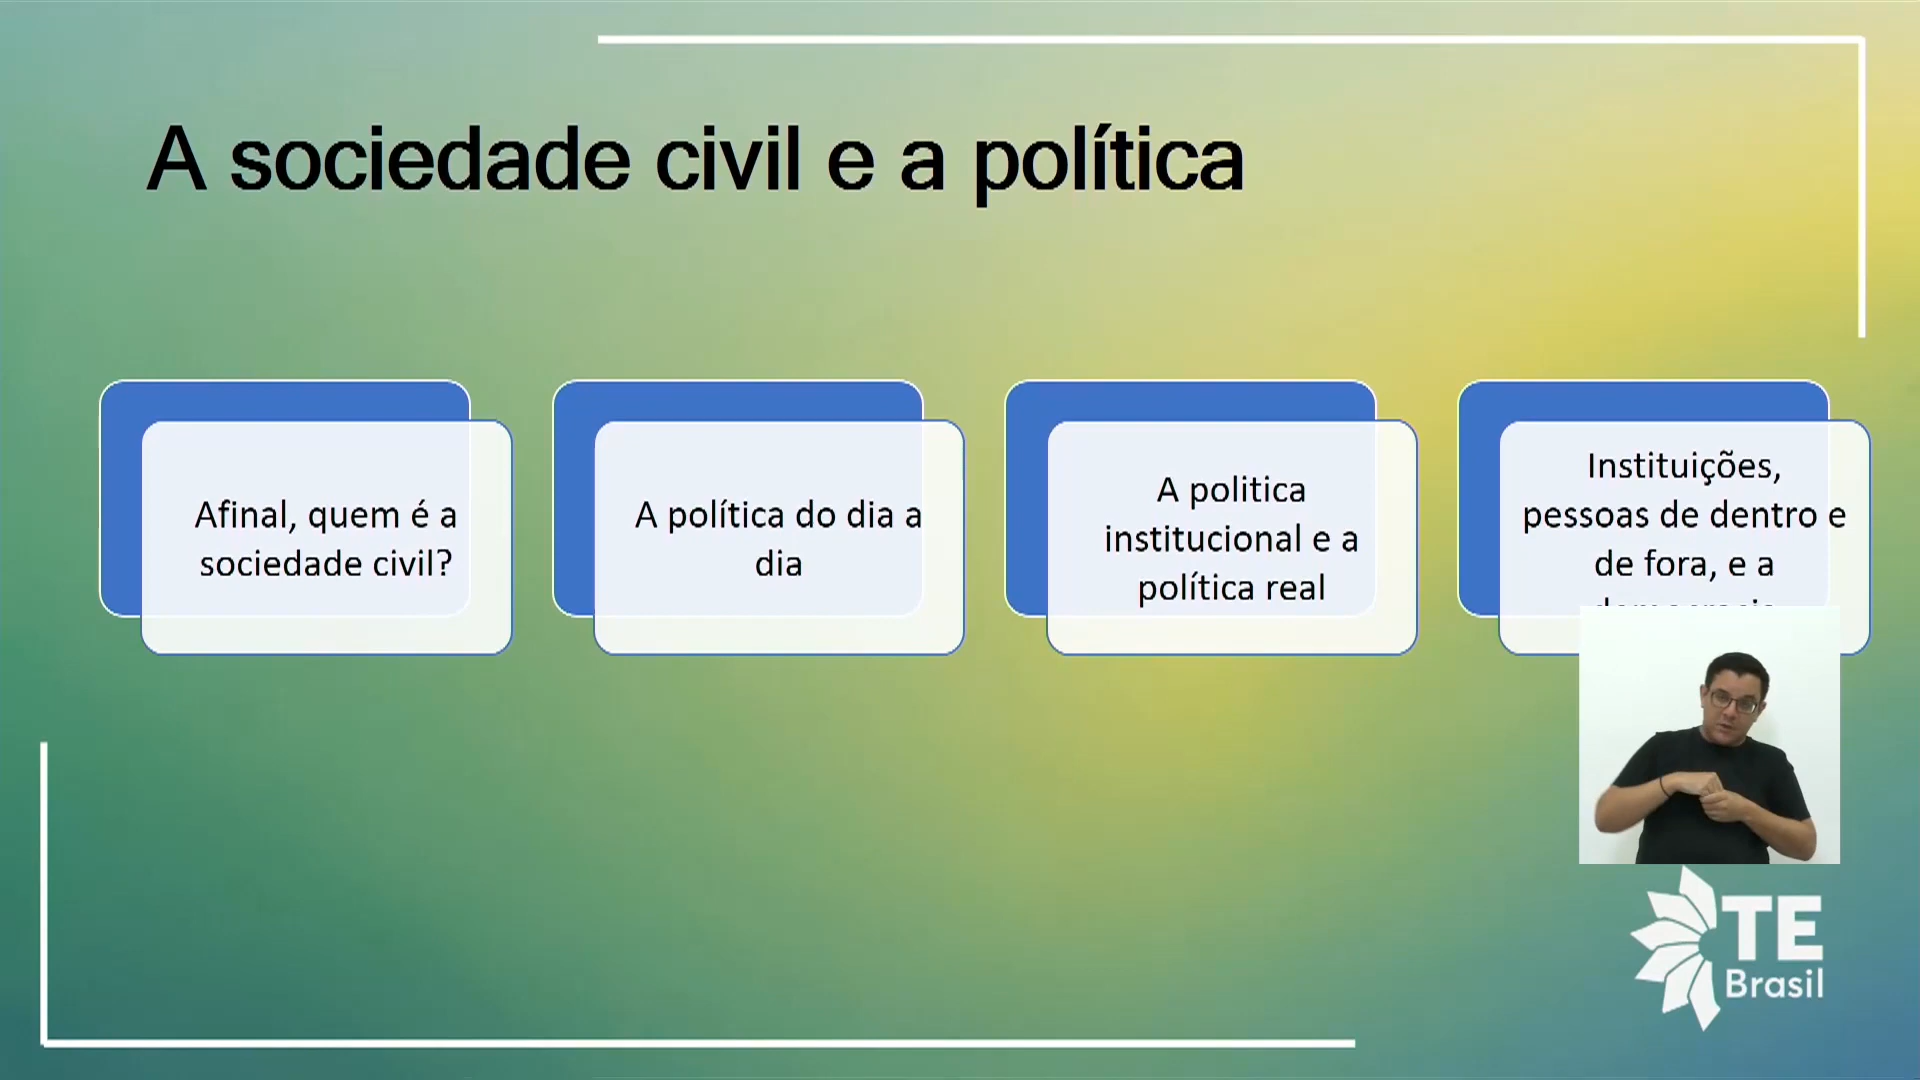 A sociedade civil e a política
Afinal, quem é a
sociedade civil?
A política do dia a
dia
A politica
institucional e a
política real
Instituições,
pessoas de dentro e
de fora, e a
TE
Brasil